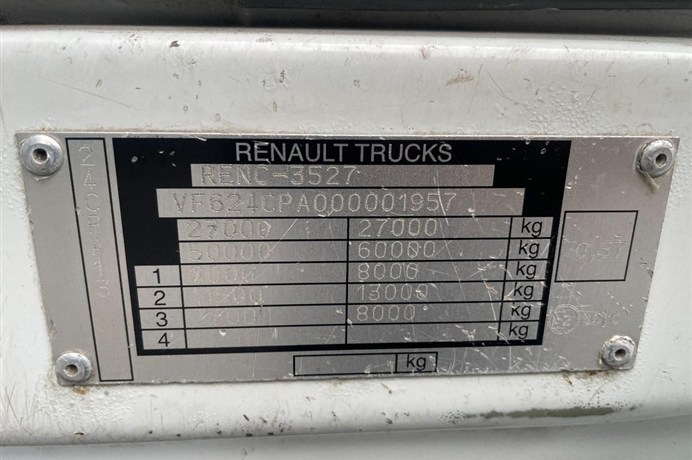 RENAULT TRUCKS
RENC-3527
VF624CPA000001957
27000 27000 kg
50000 60000 kg
1 8000 kg
2 13000 kg
3 8000 kg
4 kg
kg